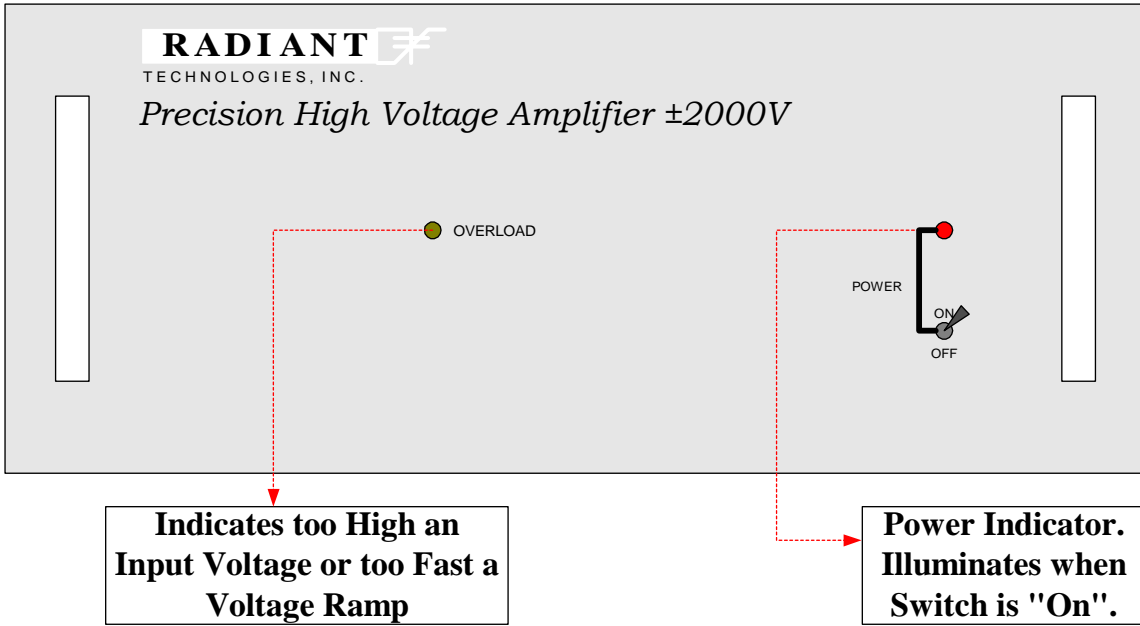 RADIANT
TECHNOLOGIES, INC.
Precision High Voltage Amplifier ±2000V
OVERLOAD
POWER
ON
OFF
Indicates too High an
Input Voltage or too Fast a
Voltage Ramp
Power Indicator.
Illuminates when
Switch is "On".